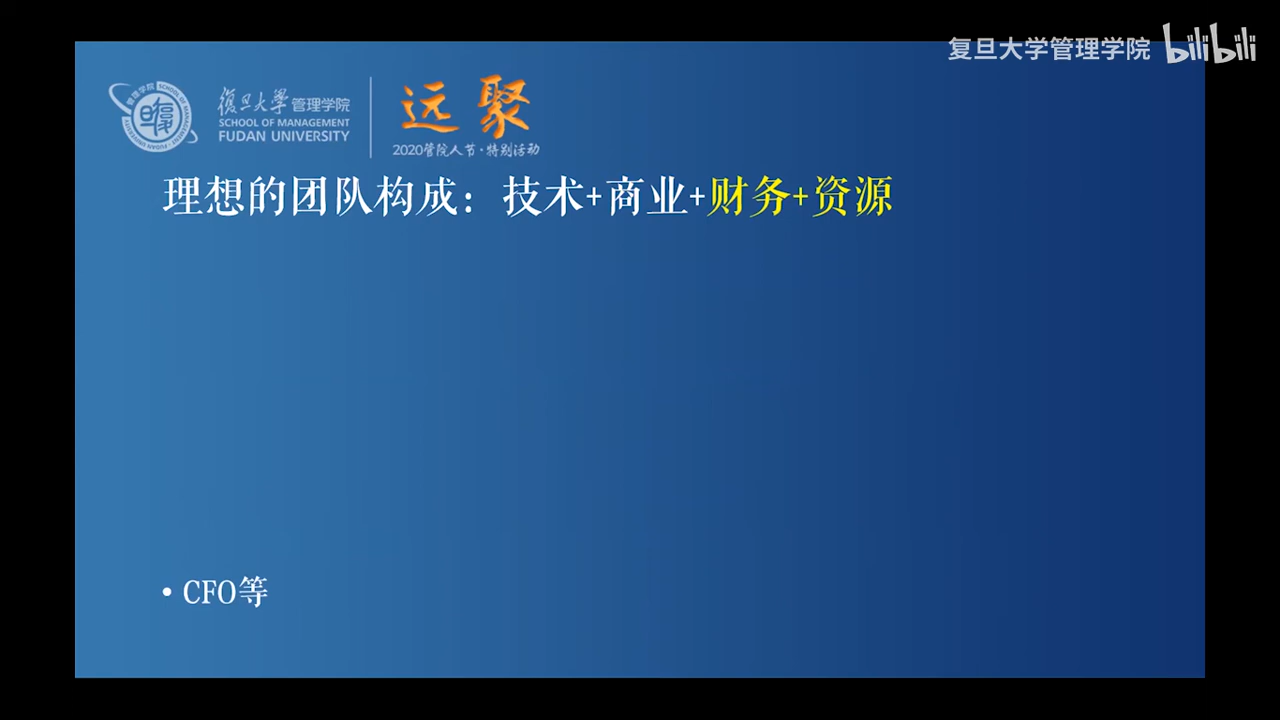 复旦大学管理学院 bilibili
復旦大學管理学院
SCHOOL OF MANAGEMENT
FUDAN UNIVERSITY
远聚
2020管院人节·特别活动
理想的团队构成：技术+商业+财务+资源
• CFO等